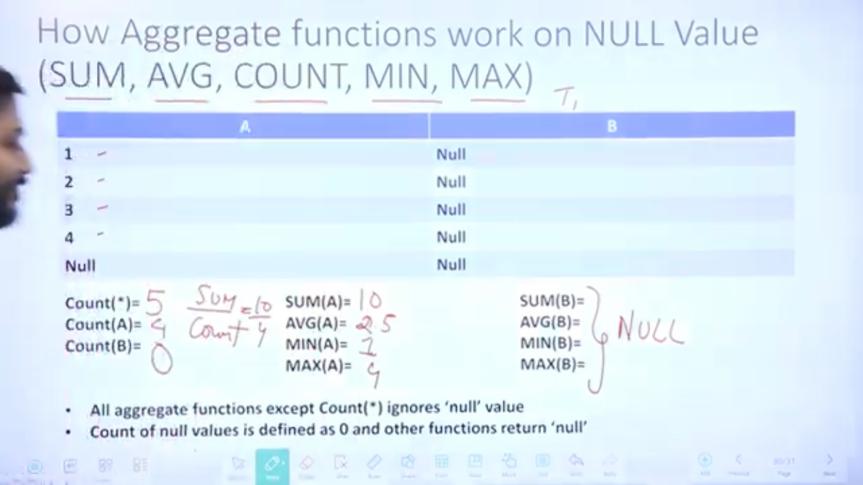 How Aggregate functions work on NULL Value
(SUM, AVG, COUNT, MIN, MAX)
T1
A B
1 Null
2 Null
3 Null
4 Null
Null Null
Count(*)= 5
Count(A)= 4
Count(B)= 0
SUM
Count
= 10
4
SUM(A)= 10
AVG(A)= 2.5
MIN(A)= 1
MAX(A)= 4
SUM(B)=
AVG(B)=
MIN(B)=
MAX(B)=
NULL
• All aggregate functions except Count(*) ignores ‘null’ value
• Count of null values is defined as 0 and other functions return ‘null’